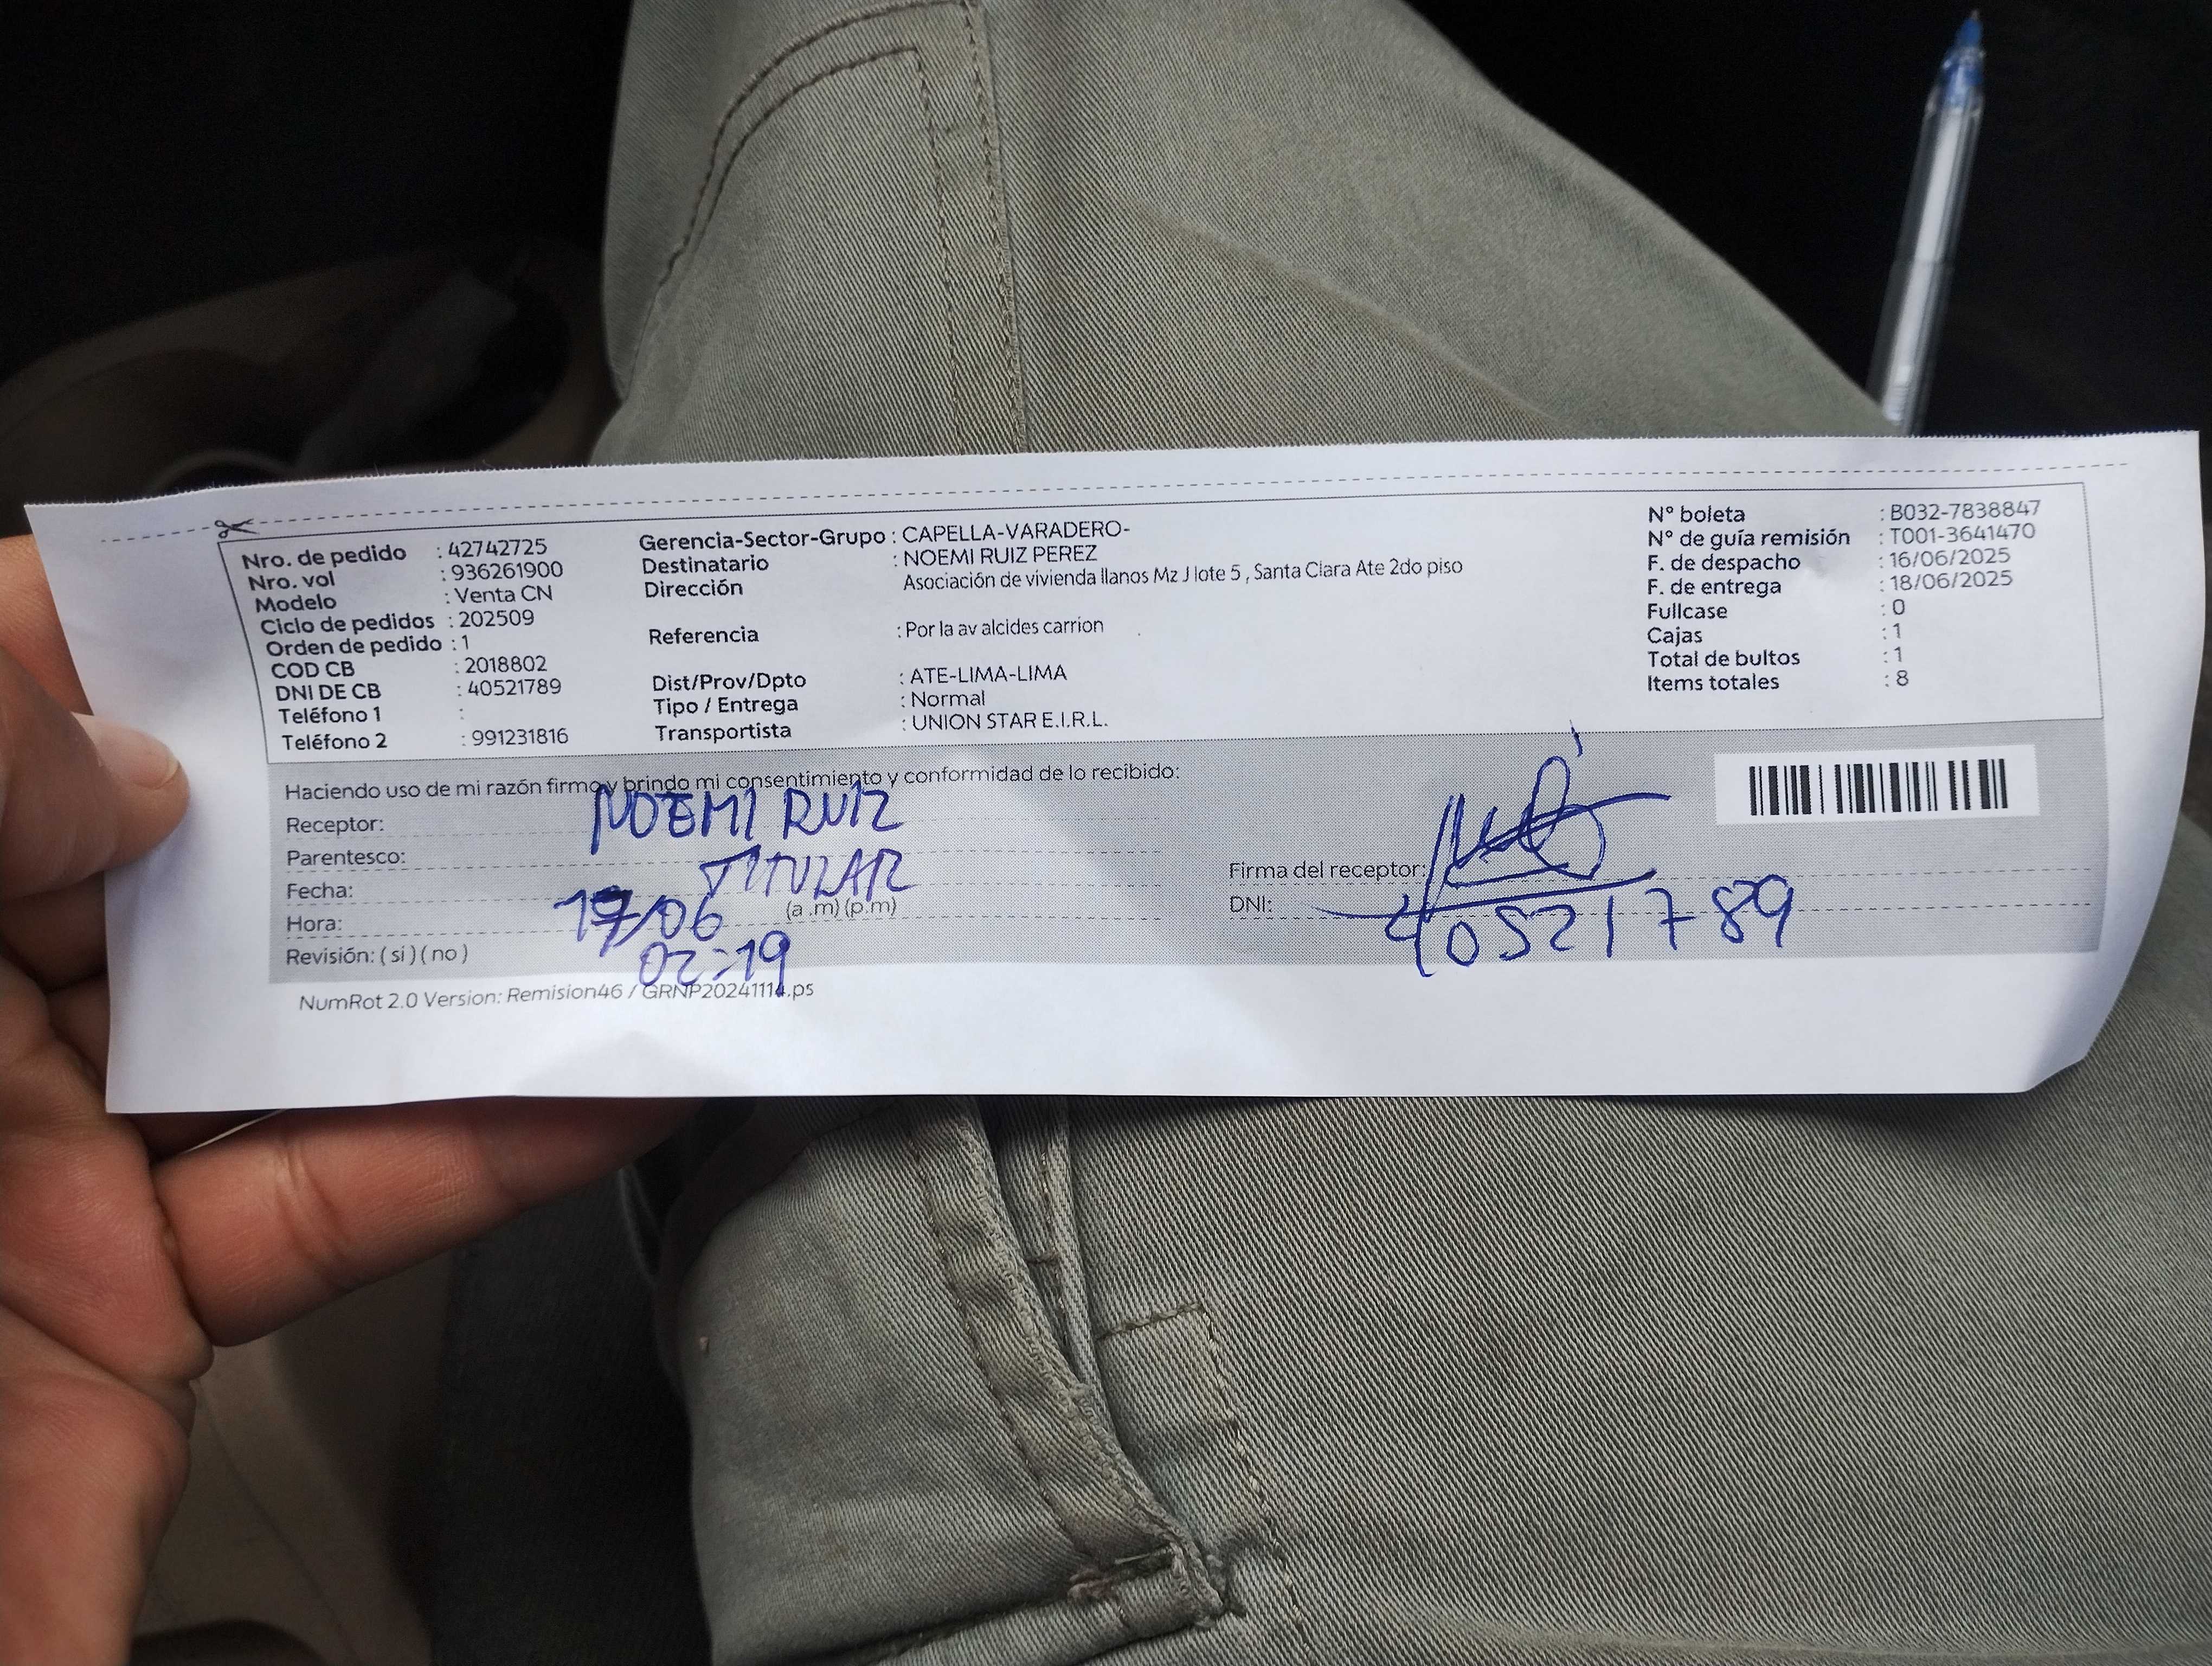 Nro. de pedido : 42742725
Nro. vol : 936261900
Modelo : Venta CN
Ciclo de pedidos : 202509
Orden de pedido : 1
COD CB : 2018802
DNI DE CB : 40521789
Teléfono 1 :
Teléfono 2 : 991231816
Gerencia-Sector-Grupo : CAPELLA-VARADERO-
Destinatario : NOEMI RUIZ PEREZ
Dirección Asociación de vivienda llanos Mz J lote 5 , Santa Clara Ate 2do piso
Referencia : Por la av alcides carrion
Dist/Prov/Dpto : ATE-LIMA-LIMA
Tipo / Entrega : Normal
Transportista : UNION STAR E.I.R.L.
N° boleta : B032-7838847
N° de guía remisión : T001-3641470
F. de despacho : 16/06/2025
F. de entrega : 18/06/2025
Fullcase : 0
Cajas : 1
Total de bultos : 1
Items totales : 8
Haciendo uso de mi razón firmo y brindo mi consentimiento y conformidad de lo recibido:
Receptor: NOEMI RUIZ
Parentesco: TITULAR
Fecha: /06
Hora: 02:19 (a .m) (p.m)
Revisión: ( si ) ( no )
Firma del receptor:
DNI: 40521789
NumRot 2.0 Version: Remision46 / GRNP20241114.ps